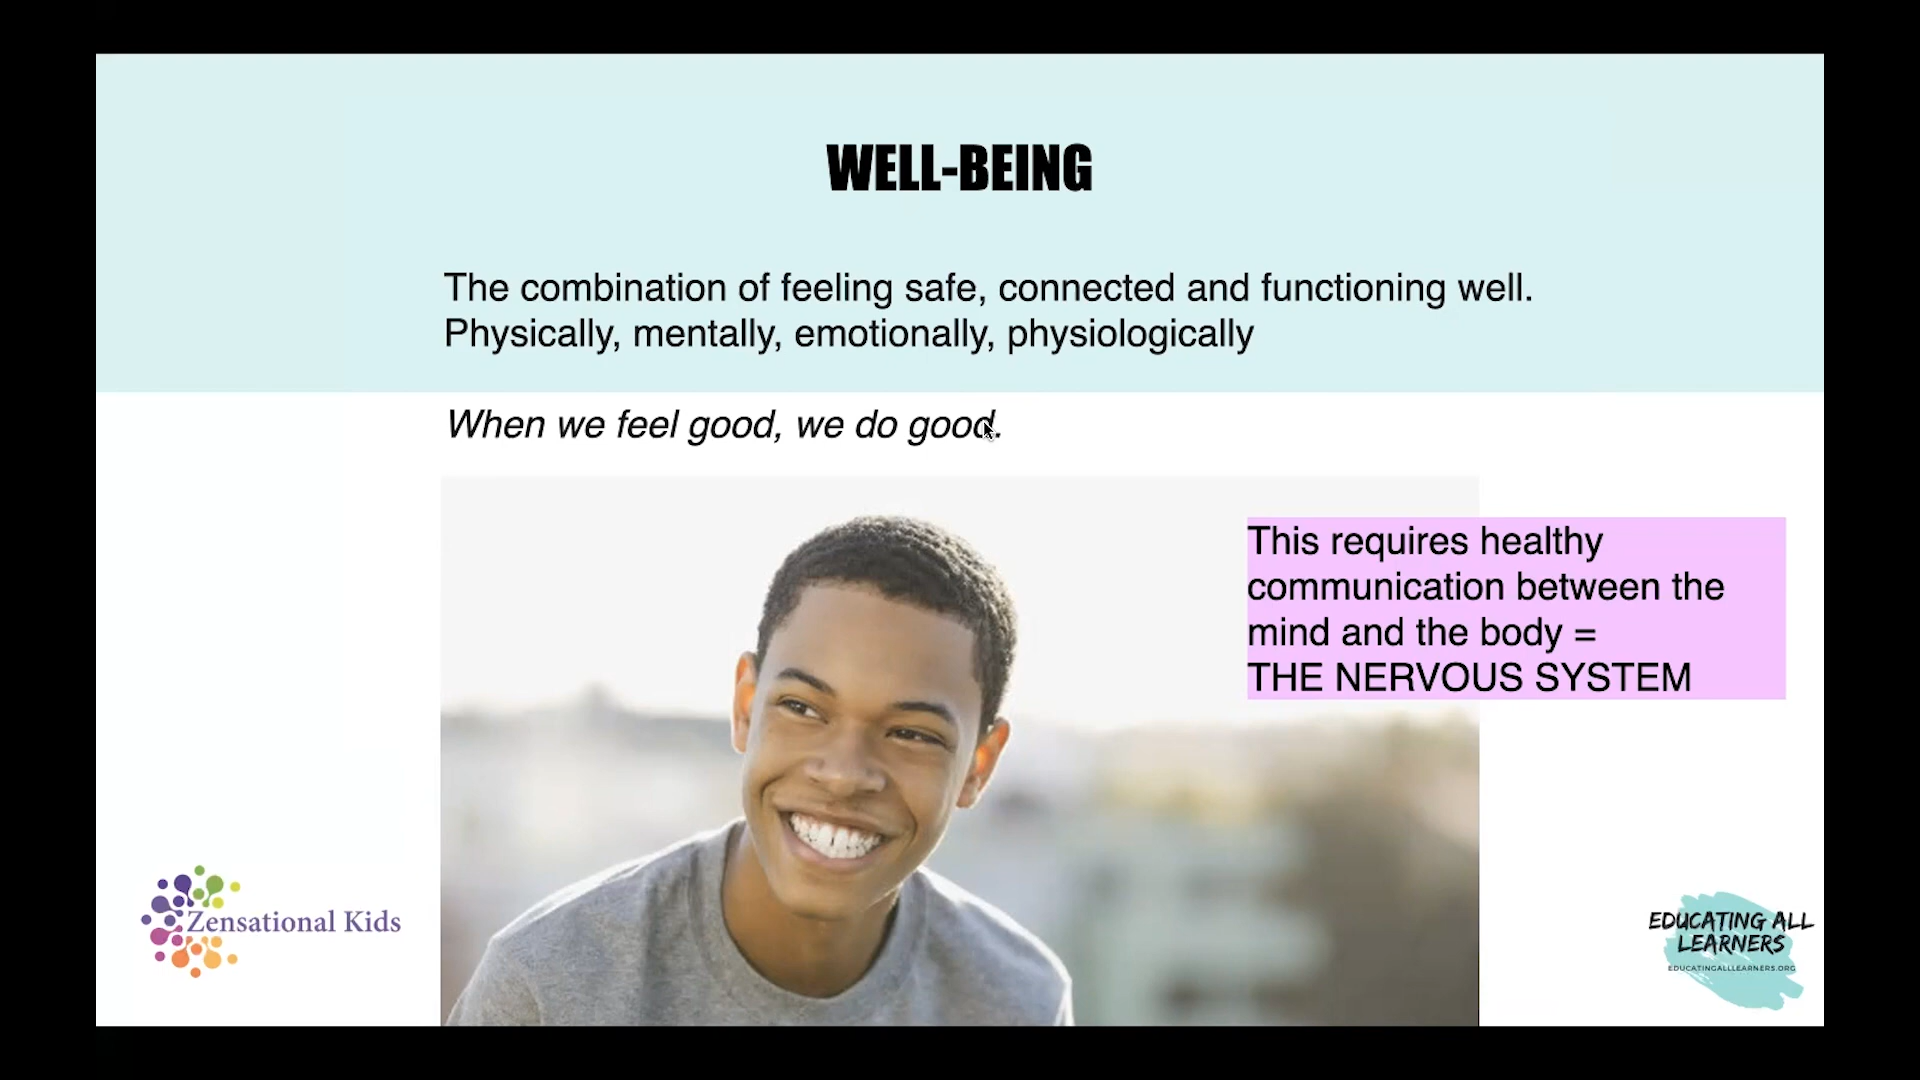 WELL-BEING
The combination of feeling safe, connected and functioning well.
Physically, mentally, emotionally, physiologically
When we feel good, we do good.
This requires healthy
communication between the
mind and the body =
THE NERVOUS SYSTEM
Zensational Kids
EDUCATING ALL
LEARNERS
EDUCATINGALLLEARNERS.ORG